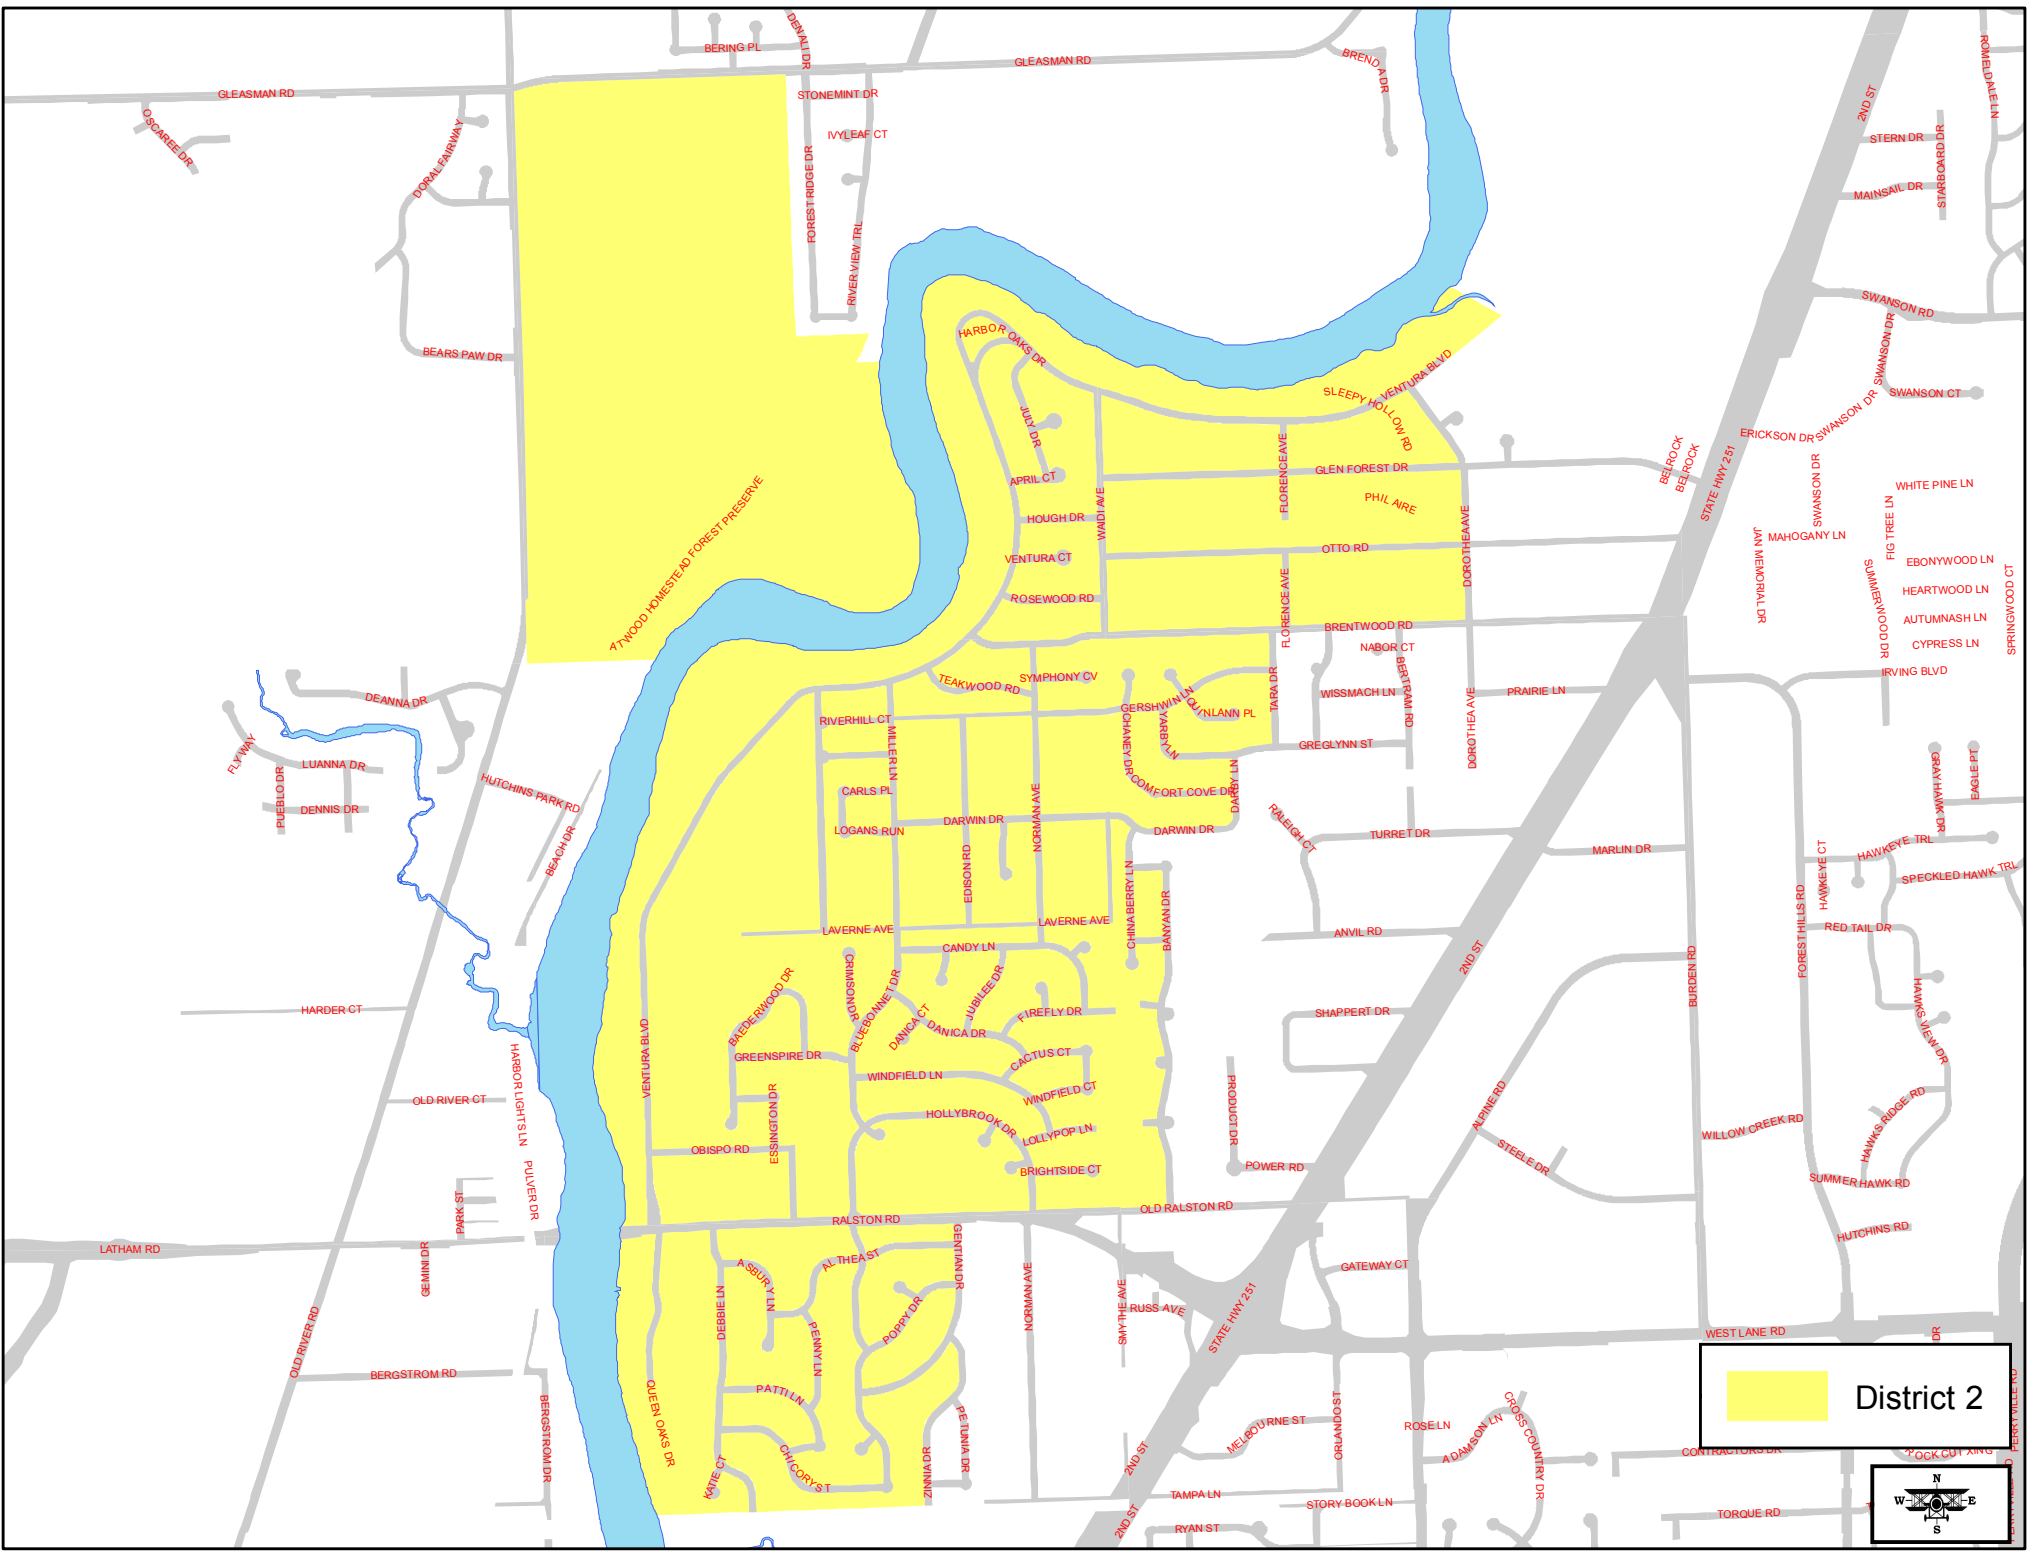 BERING PL
DENALI DR
GLEASMAN RD
BRENDA DR
ROMELDALE LN
GLEASMAN RD
STONEMINT DR
2ND ST
OSCAREE DR
DORAL FAIRWAY
IVYLEAF CT
STERN DR
STARBOARD DR
MAINSAIL DR
FOREST RIDGE DR
RIVER VIEW TRL
SWANSON RD
HARBOR OAKS DR
BEARS PAW DR
VENTURA BLVD
SLEEPY HOLLOW RD
SWANSON DR
SWANSON CT
SWANSON DR
JULY DR
ERICKSON DR
BELROCK
BELROCK
FLORENCE AVE
GLEN FOREST DR
APRIL CT
STATE HWY 251
SWANSON DR
WHITE PINE LN
PHIL AIRE
WADI AVE
HOUGH DR
FIG TREE LN
MAHOGANY LN
ATWOOD HOMESTEAD FOREST PRESERVE
DOROTHEA AVE
OTTO RD
VENTURA CT
JAN MEMORIAL DR
EBONYWOOD LN
SUMMERWOOD DR
HEARTWOOD LN
SPRINGWOOD CT
ROSEWOOD RD
FLORENCE AVE
AUTUMNASH LN
BRENTWOOD RD
CYPRESS LN
NABOR CT
IRVING BLVD
DEANNA DR
TEAKWOOD RD
SYMPHONY CV
TARA DR
WISSMACH LN
BERTRAM RD
PRAIRIE LN
GERSHWIN LN
QUINLANN PL
RIVERHILL CT
MILLER LN
CHANEY DR
YARBY LN
DOROTHEA AVE
GREGLYNN ST
FLY WAY
LUANNA DR
HUTCHINS PARK RD
PUEBLO DR
DENNIS DR
CARLS PL
COMFORT COVE DR
DARBY LN
GRAYHAWK DR
EAGLE PT
NORMAN AVE
LOGANS RUN
DARWIN DR
DARWIN DR
RALEIGH CT
TURRET DR
MARLIN DR
BEACH DR
HAWKEYE CT
HAWKEYE TRL
SPECKLED HAWK TRL
EDISON RD
CHINABERRY LN
BANYAN DR
LAVERNE AVE
LAVERNE AVE
ANVIL RD
FOREST HILLS RD
RED TAIL DR
CANDY LN
2ND ST
BURDEN RD
CRIMSON DR
BLUEBONNET DR
JUBILEE DR
BAEDERWOOD DR
HARDER CT
DANICA CT
DANICA DR
FIREFLY DR
SHAPPERT DR
HAWKS VIEW DR
VENTURA BLVD
GREENSPIRE DR
CACTUS CT
WINDFIELD LN
WINDFIELD CT
HARBOR LIGHTS LN
OLD RIVER CT
ESSINGTON DR
HOLLYBROOK DR
LOLLYPOP LN
PRODUCT DR
ALPINE RD
WILLOW CREEK RD
HAWKS RIDGE RD
OBISPO RD
BRIGHTSIDE CT
POWER RD
STEELE DR
SUMMER HAWK RD
PULVER DR
PARK ST
RALSTON RD
OLD RALSTON RD
HUTCHINS RD
LATHAM RD
GEMINI DR
ASBURY LN
ALTHEA ST
GENTIAN DR
GATEWAY CT
DEBBIE LN
NORMAN AVE
SMYTHE AVE
RUSS AVE
STATE HWY 251
OLD RIVER RD
PENNY LN
POPPY DR
WEST LANE RD
DR
BERGSTROM RD
QUEEN OAKS DR
PATTI LN
BERGSTROM DR
PERRYVILLE RD
District 2
PETUNIA DR
MELBOURNE ST
ORLANDO ST
ROSE LN
ADAMSON LN
CROSS COUNTRY DR
CONTRACTORS DR
ROCK CUT XING
KATIE CT
CHICORY ST
ZINNIA DR
2ND ST
TAMPA LN
STORY BOOK LN
TORQUE RD
2ND ST
RYAN ST
N
W E
S